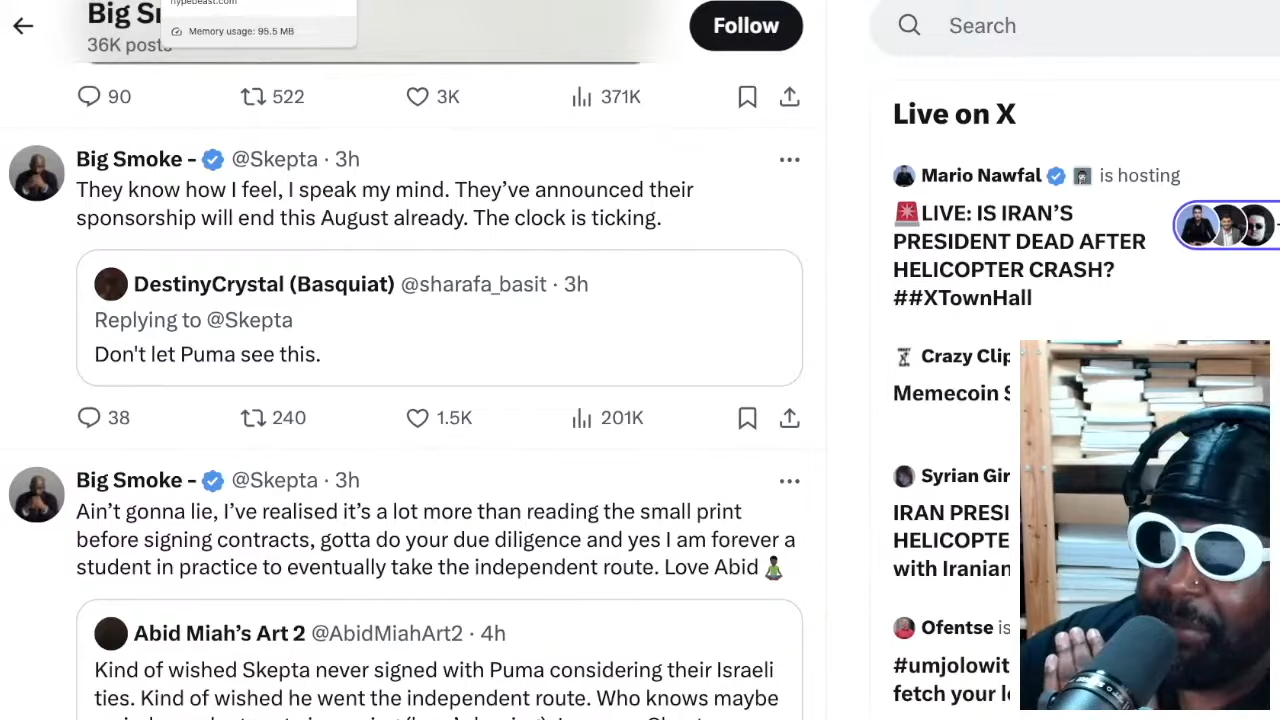 Big
36K posts
hypebeast.com
Memory usage: 95.5 MB
Follow
Search
90
522
3K
371K
Big Smoke - @Skepta · 3h
They know how I feel, I speak my mind. They’ve announced their
sponsorship will end this August already. The clock is ticking.
DestinyCrystal (Basquiat) @sharafa_basit · 3h
Replying to @Skepta
Don't let Puma see this.
38
240
1.5K
201K
Big Smoke - @Skepta · 3h
Ain’t gonna lie, I’ve realised it’s a lot more than reading the small print
before signing contracts, gotta do your due diligence and yes I am forever a
student in practice to eventually take the independent route. Love Abid
Abid Miah’s Art 2 @AbidMiahArt2 · 4h
Kind of wished Skepta never signed with Puma considering their Israeli
ties. Kind of wished he went the independent route. Who knows maybe
Live on X
Mario Nawfal is hosting
LIVE: IS IRAN’S
PRESIDENT DEAD AFTER
HELICOPTER CRASH?
##XTownHall
Crazy Clip
Memecoin S
Syrian Gir
IRAN PRESI
HELICOPTE
with Iranian
Ofentse is
#umjolowit
fetch your l